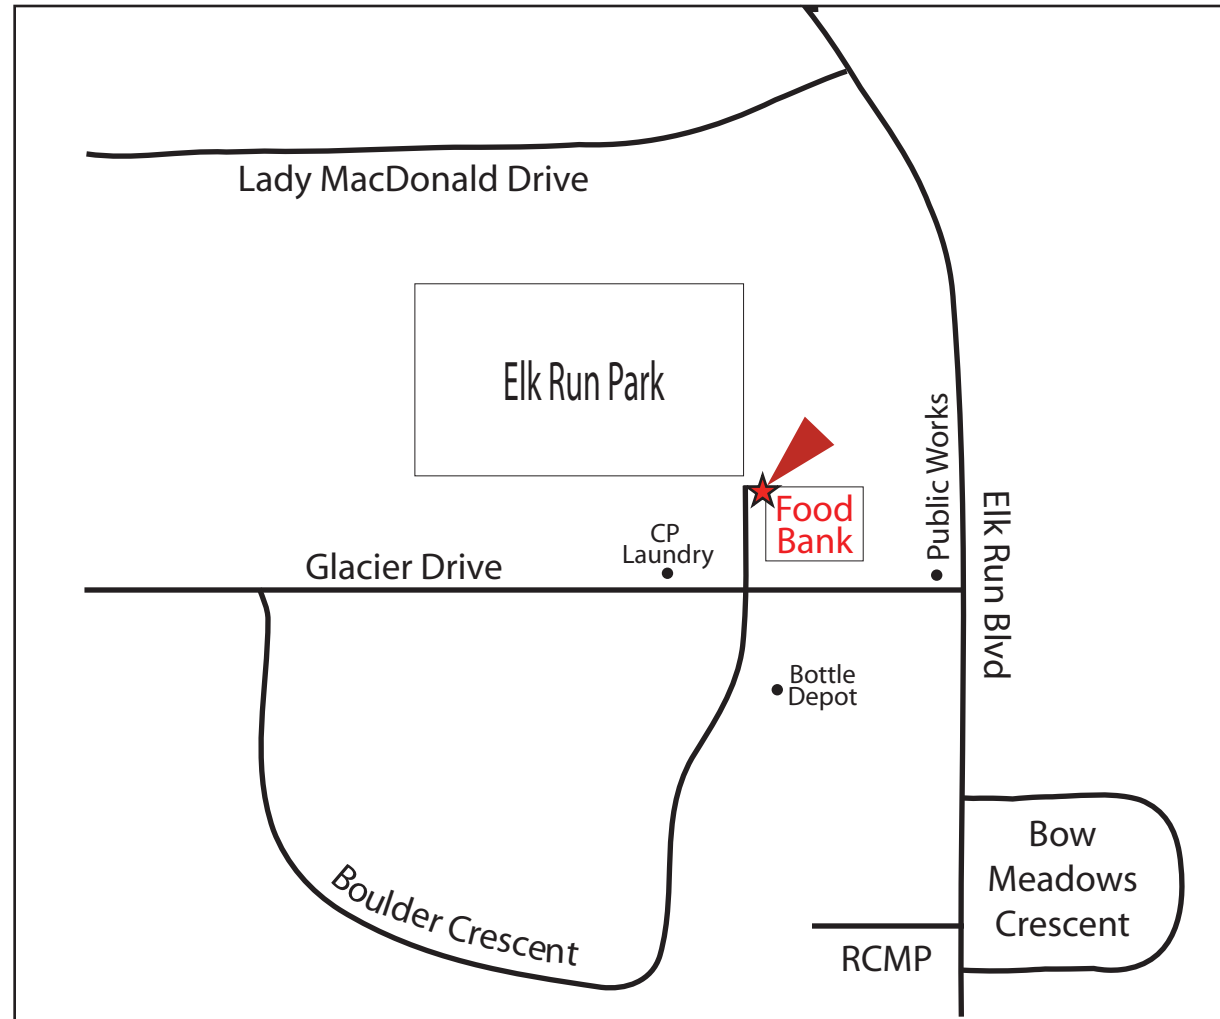 Lady MacDonald Drive
Elk Run Park
Public Works
Elk Run Blvd
Food
Bank
CP
Laundry
Glacier Drive
Bottle
Depot
Bow
Meadows
Crescent
Boulder Crescent
RCMP